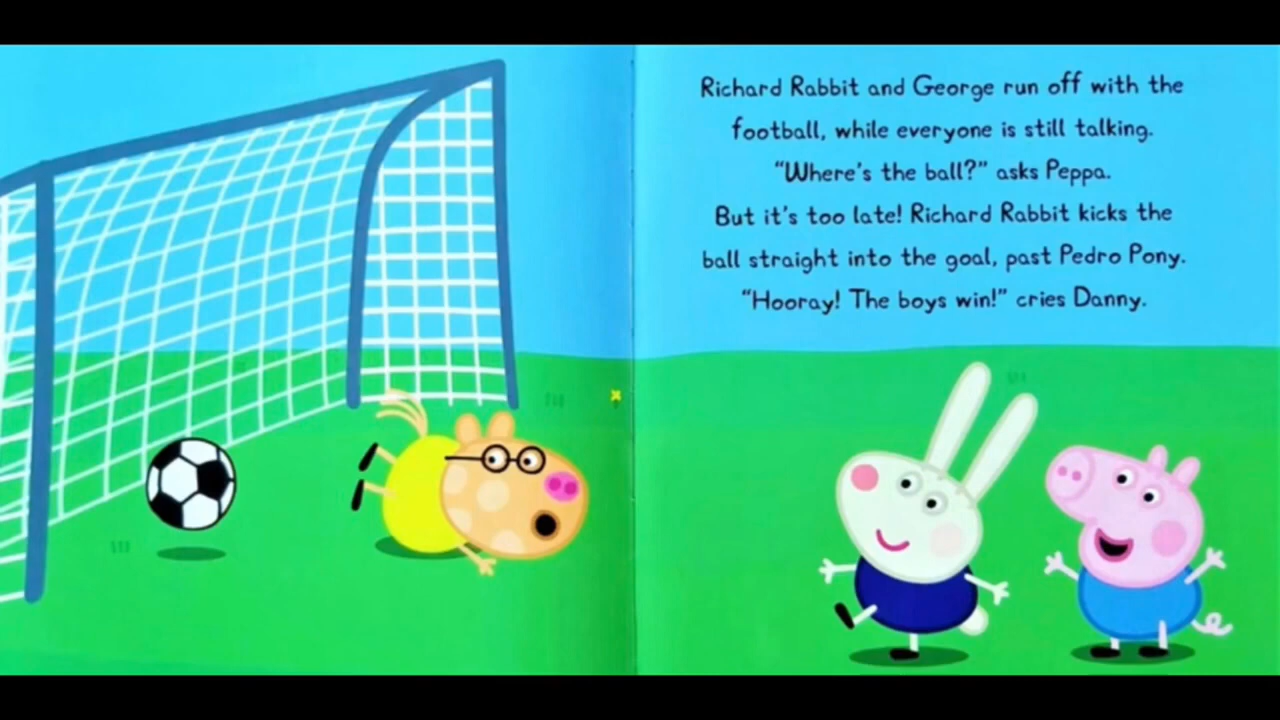 Richard Rabbit and George run off with the
football, while everyone is still talking.
“Where’s the ball?” asks Peppa.
But it’s too late! Richard Rabbit kicks the
ball straight into the goal, past Pedro Pony.
“Hooray! The boys win!” cries Danny.